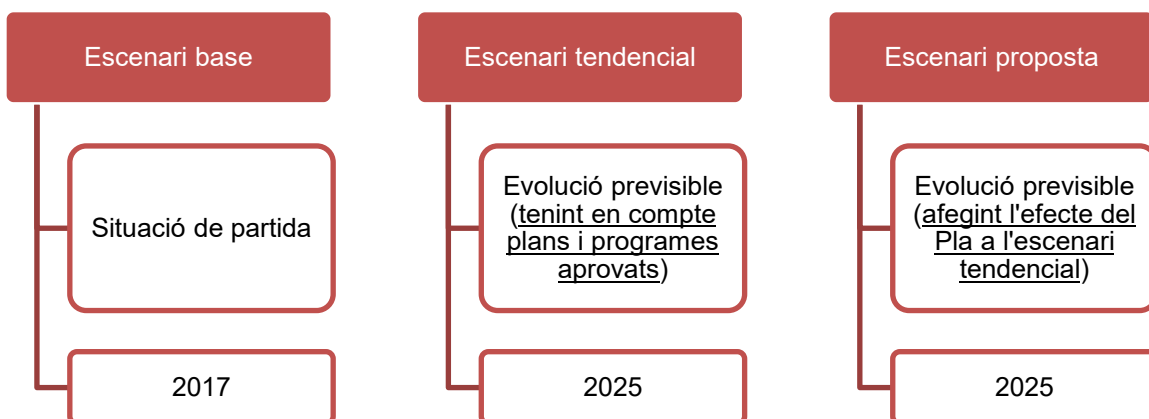 Escenari base
Situació de partida
2017
Escenari tendencial
Evolució previsible
(tenint en compte
plans i programes
aprovats)
2025
Escenari proposta
Evolució previsible
(afegint l'efecte del
Pla a l'escenari
tendencial)
2025